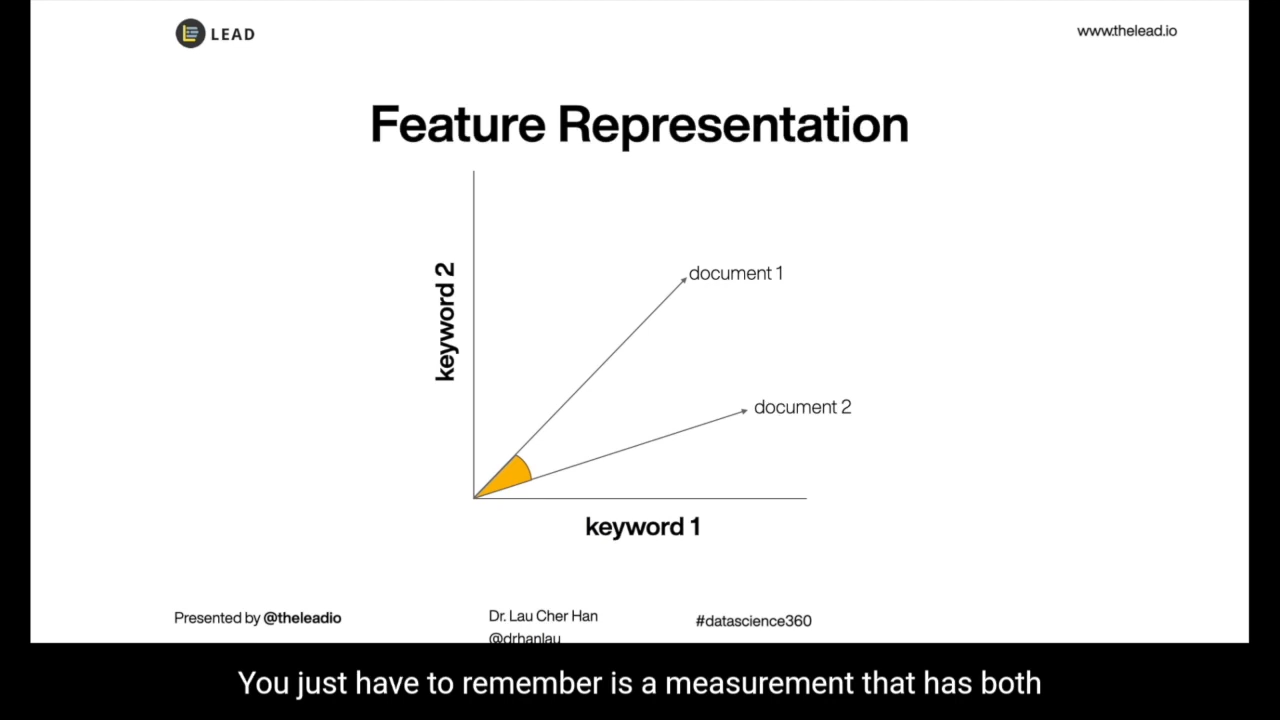 LEAD
www.thelead.io
Feature Representation
keyword 2
document 1
document 2
keyword 1
Presented by @theleadio
Dr. Lau Cher Han
@drhanlau
#datascience360
You just have to remember is a measurement that has both